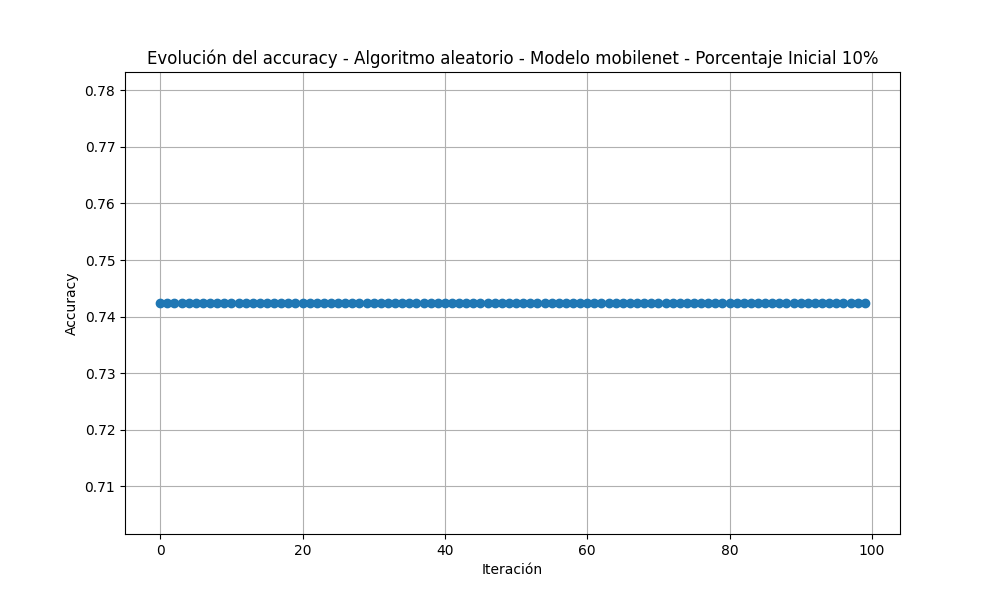 Evolución del accuracy - Algoritmo aleatorio - Modelo mobilenet - Porcentaje Inicial 10%
0.78
0.77
0.76
0.75
0.74
0.73
0.72
0.71
Accuracy
0 20 40 60 80 100
Iteración